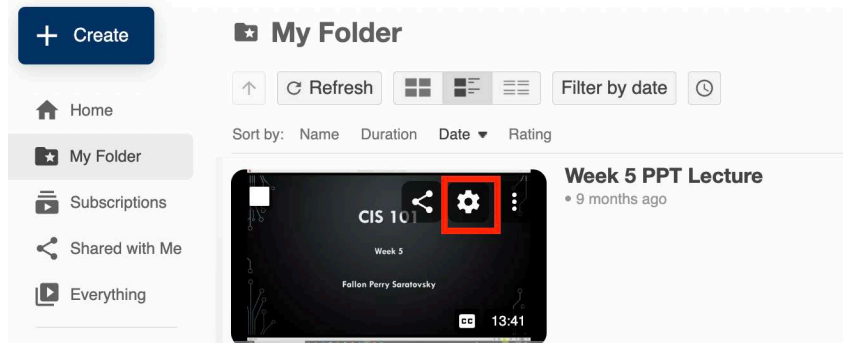 Create
My Folder
Refresh
Filter by date
Home
Sort by: Name Duration Date Rating
My Folder
Week 5 PPT Lecture
• 9 months ago
Subscriptions
CIS 101
Shared with Me
Week 5
Everything
Fallon Perry Saratovsky
CC 13:41